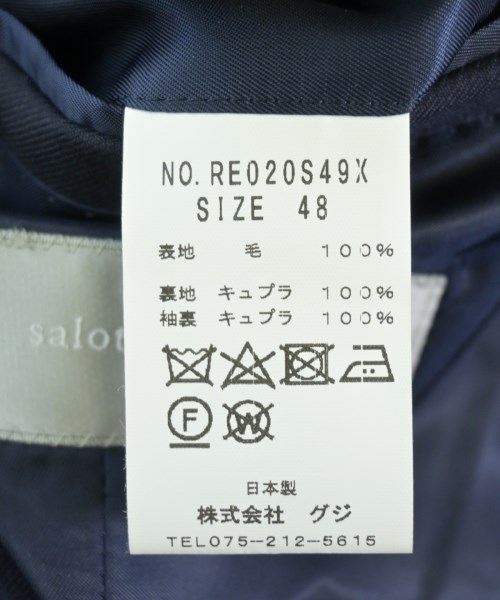 NO. RE020S49X
SIZE 48
表地 毛 100%
裏地 キュプラ 100%
袖裏 キュプラ 100%
F W
日本製
株式会社 グジ
TEL075-212-5615